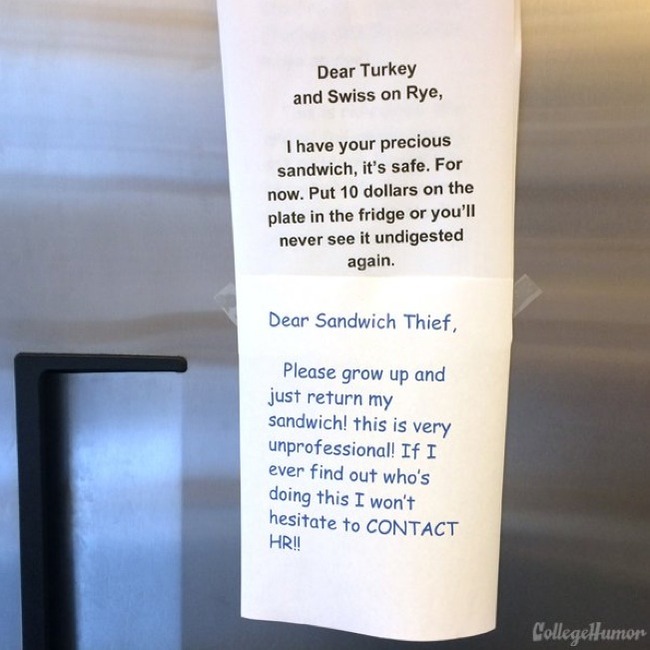 Dear Turkey
and Swiss on Rye,
I have your precious
sandwich, it's safe. For
now. Put 10 dollars on the
plate in the fridge or you'll
never see it undigested
again.
Dear Sandwich Thief,
Please grow up and
just return my
sandwich! this is very
unprofessional! If I
ever find out who's
doing this I won't
hesitate to CONTACT
HR!!
CollegeHumor